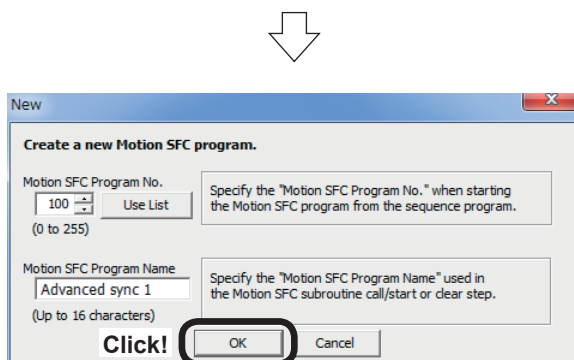 New
X
Create a new Motion SFC program.
Motion SFC Program No.
100
Use List
Specify the "Motion SFC Program No." when starting
the Motion SFC program from the sequence program.
(0 to 255)
Motion SFC Program Name
Advanced sync 1
Specify the "Motion SFC Program Name" used in
the Motion SFC subroutine call/start or clear step.
(Up to 16 characters)
Click!
OK
Cancel